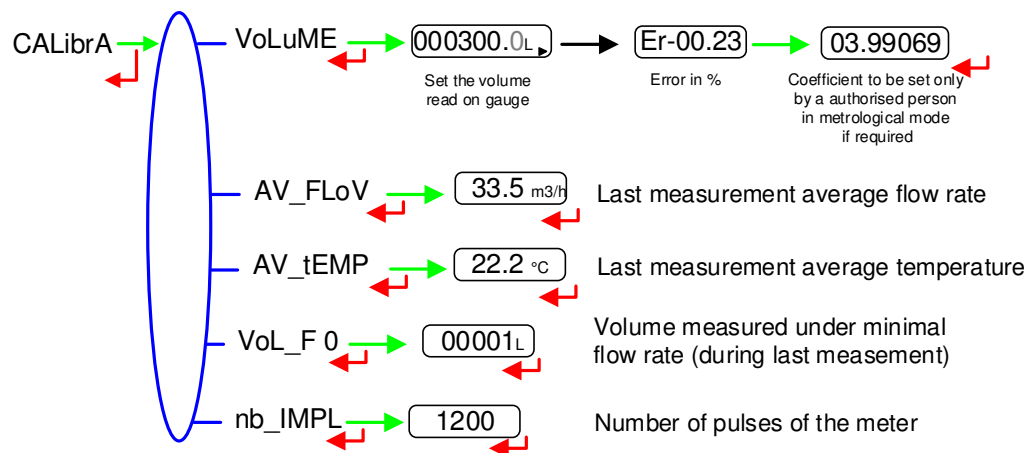 CALibrA
VoLuME
000300.0L
Er-00.23
03.99069
Set the volume
read on gauge
Error in %
Coefficient to be set only
by a authorised person
in metrological mode
if required
AV_FLoV
33.5 m3/h
Last measurement average flow rate
AV_tEMP
22.2 °C
Last measurement average temperature
VoL_F 0
00001L
Volume measured under minimal
flow rate (during last measement)
nb_IMPL
1200
Number of pulses of the meter